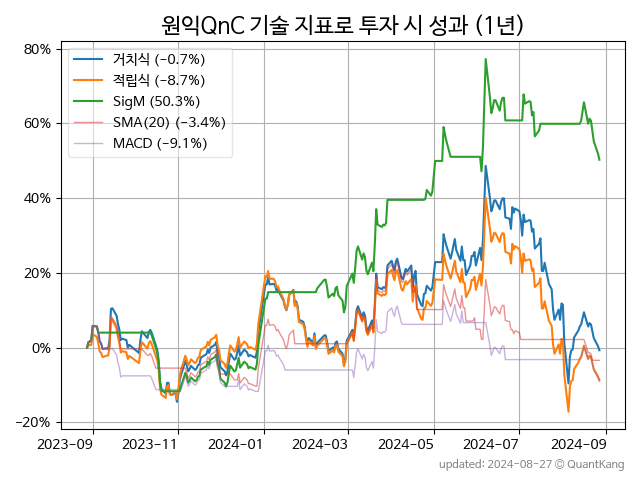 원익QnC 기술 지표로 투자 시 성과 (1년)
80%
60%
40%
20%
0%
−20%
거치식 (−0.7%)
적립식 (−8.7%)
SigM (50.3%)
SMA(20) (−3.4%)
MACD (−9.1%)
2023-09 2023-11 2024-01 2024-03 2024-05 2024-07 2024-09
updated: 2024-08-27 ⓒ QuantKang